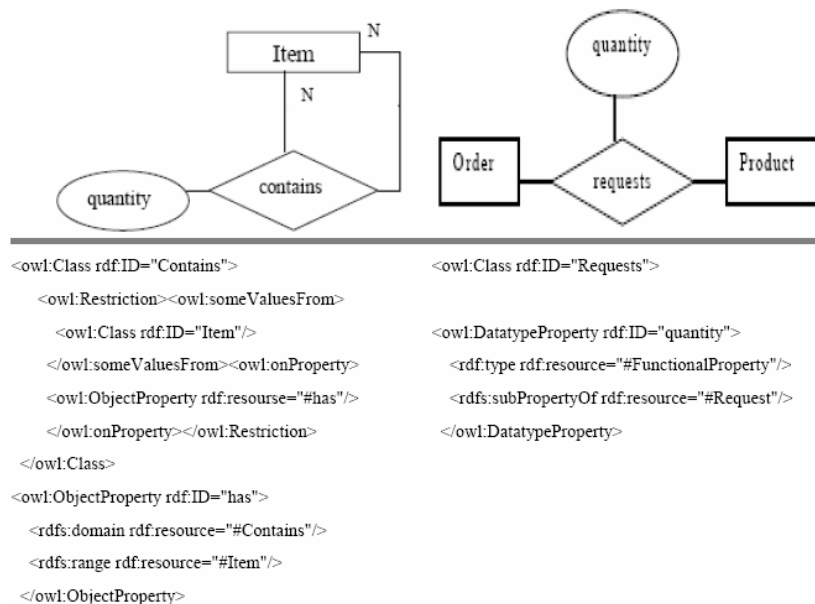 N
Item
N
quantity
contains
quantity
Order
requests
Product
<owl:Class rdf:ID="Contains">
<owl:Restriction><owl:someValuesFrom>
<owl:Class rdf:ID="Item"/>
</owl:someValuesFrom><owl:onProperty>
<owl:ObjectProperty rdf:resourse="#has"/>
</owl:onProperty></owl:Restriction>
</owl:Class>
<owl:ObjectProperty rdf:ID="has">
<rdfs:domain rdf:resource="#Contains"/>
<rdfs:range rdf:resource="#Item"/>
</owl:ObjectProperty>
<owl:Class rdf:ID="Requests">
<owl:DatatypeProperty rdf:ID="quantity">
<rdf:type rdf:resource="#FunctionalProperty"/>
<rdfs:subPropertyOf rdf:resource="#Request"/>
</owl:DatatypeProperty>